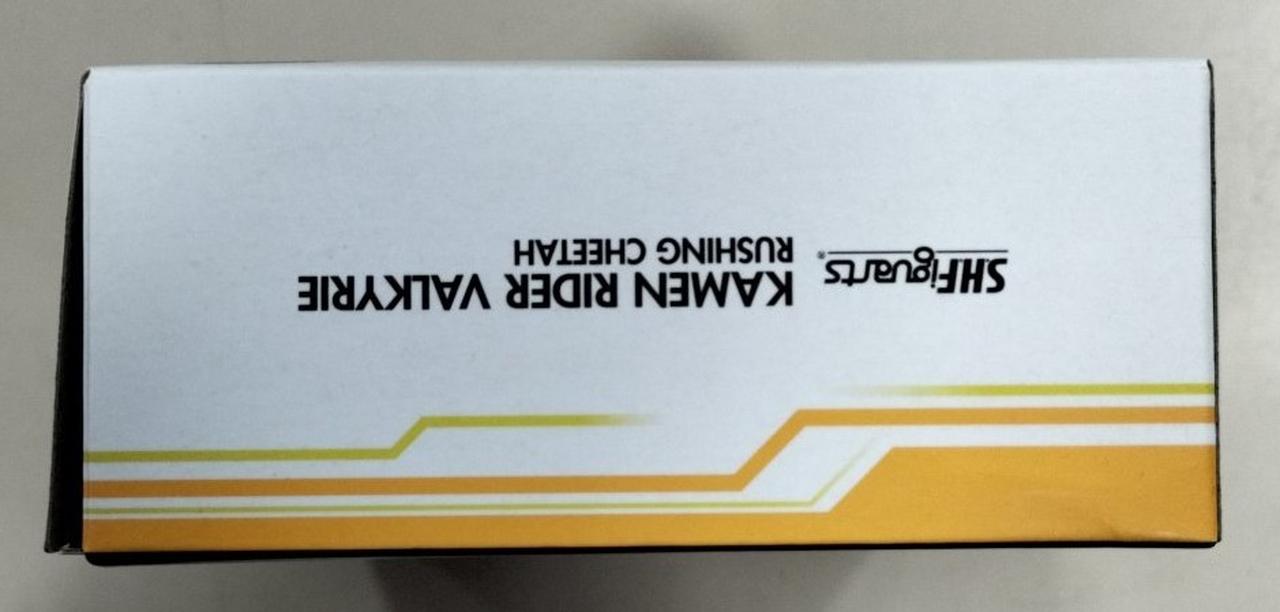 S.H.Figuarts®
KAMEN RIDER VALKYRIE
RUSHING CHEETAH